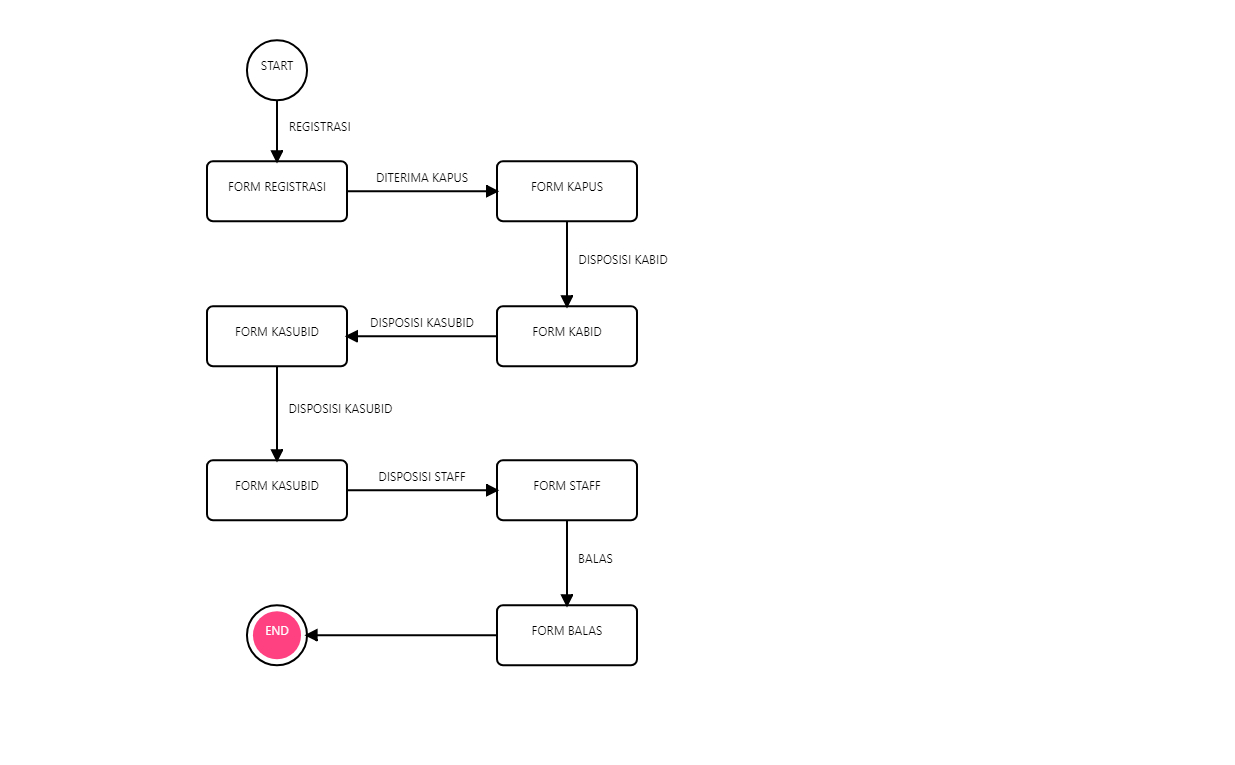 START
REGISTRASI
FORM REGISTRASI
DITERIMA KAPUS
FORM KAPUS
DISPOSISI KABID
FORM KABID
DISPOSISI KASUBID
FORM KASUBID
DISPOSISI KASUBID
FORM KASUBID
DISPOSISI STAFF
FORM STAFF
BALAS
FORM BALAS
END